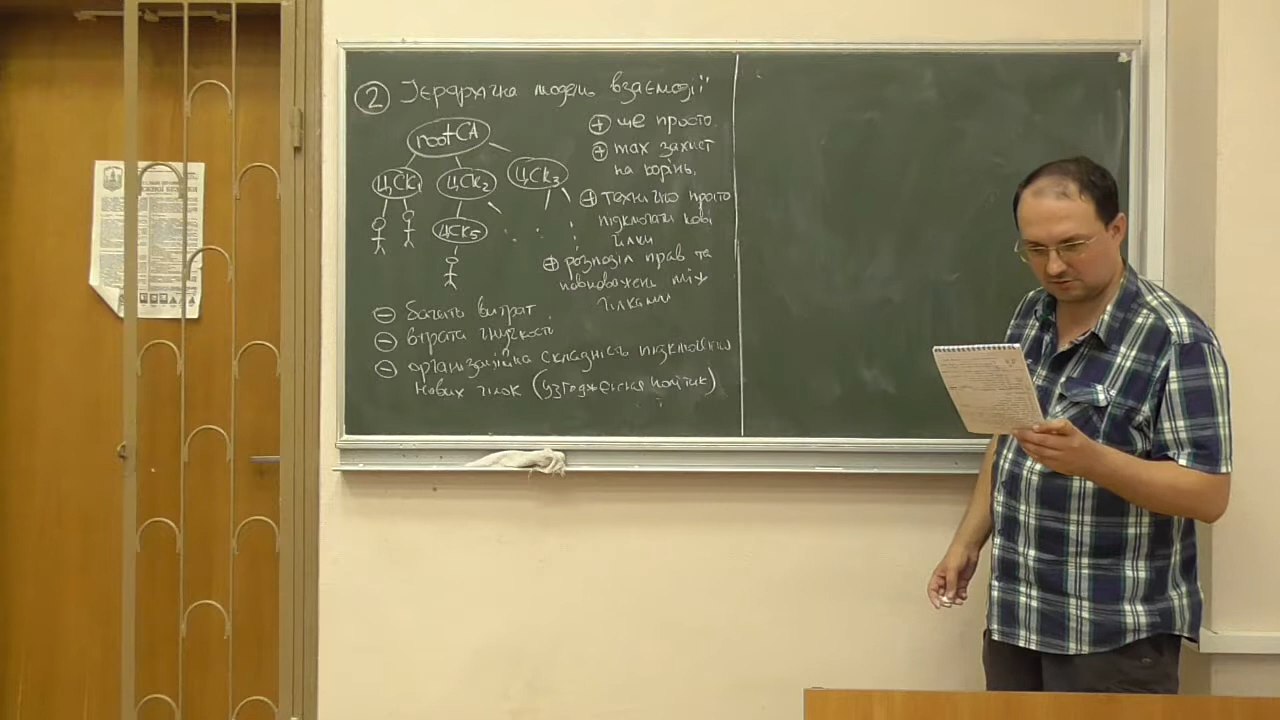 ② Ієрархічна модель взаємодії
rootCA
ЦСК₁ ЦСК₂ ЦСК₃
ЦСК₅
⊕ ще просто.
⊕ max захист
на корінь.
⊕ технічно просто
підключати нові
гілки
⊕ розподіл прав та
повноважень між
гілками
⊖ багать витрат
⊖ втрата гнучкості
⊖ організаційна складність підключення
нових гілок (узгодження політик)